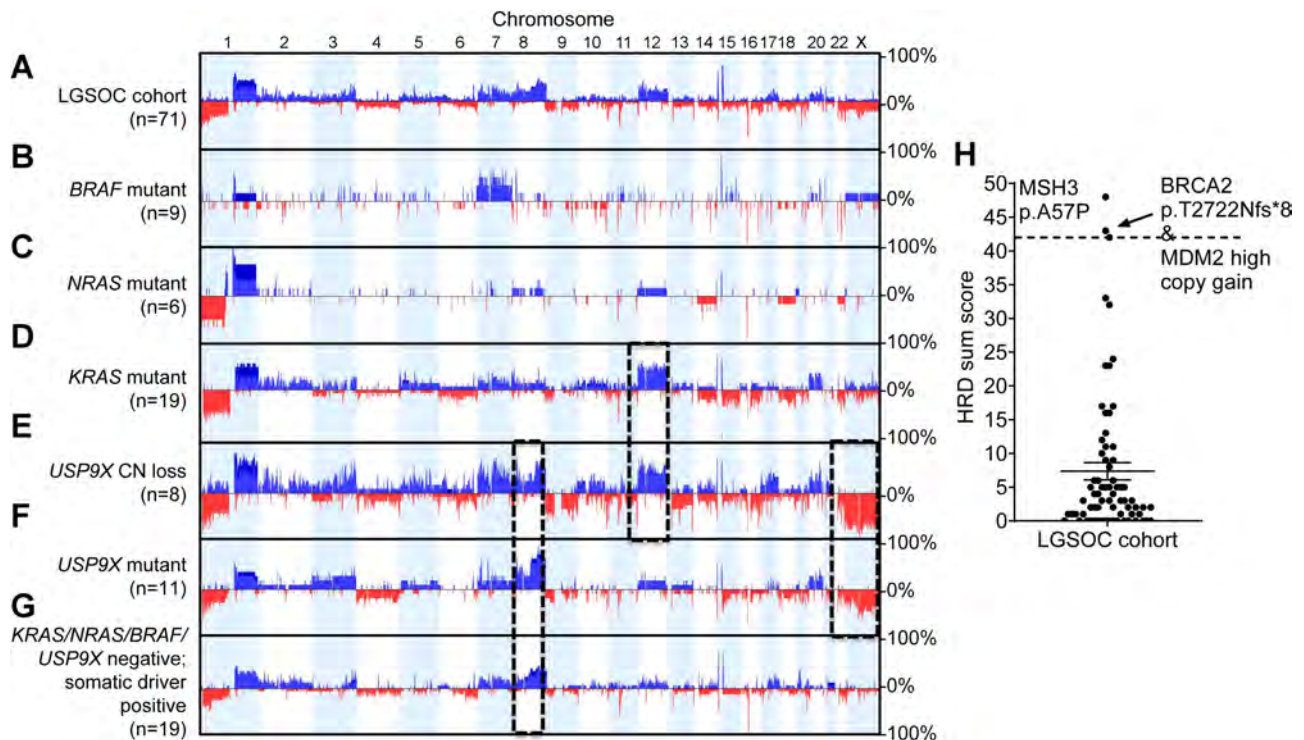 Chromosome
1 2 3 4 5 6 7 8 9 10 11 12 13 14 15 16 17 18 20 22 X
A
LGSOC cohort
(n=71)
100%
0%
B
BRAF mutant
(n=9)
100%
0%
C
NRAS mutant
(n=6)
100%
0%
D
KRAS mutant
(n=19)
100%
0%
E
USP9X CN loss
(n=8)
100%
0%
F
USP9X mutant
(n=11)
100%
0%
G
KRAS/NRAS/BRAF/
USP9X negative;
somatic driver
positive
(n=19)
100%
0%
100%
H
HRD sum score
50
45
40
35
30
25
20
15
10
5
0
MSH3
p.A57P
BRCA2
p.T2722Nfs*8
&
MDM2 high
copy gain
LGSOC cohort